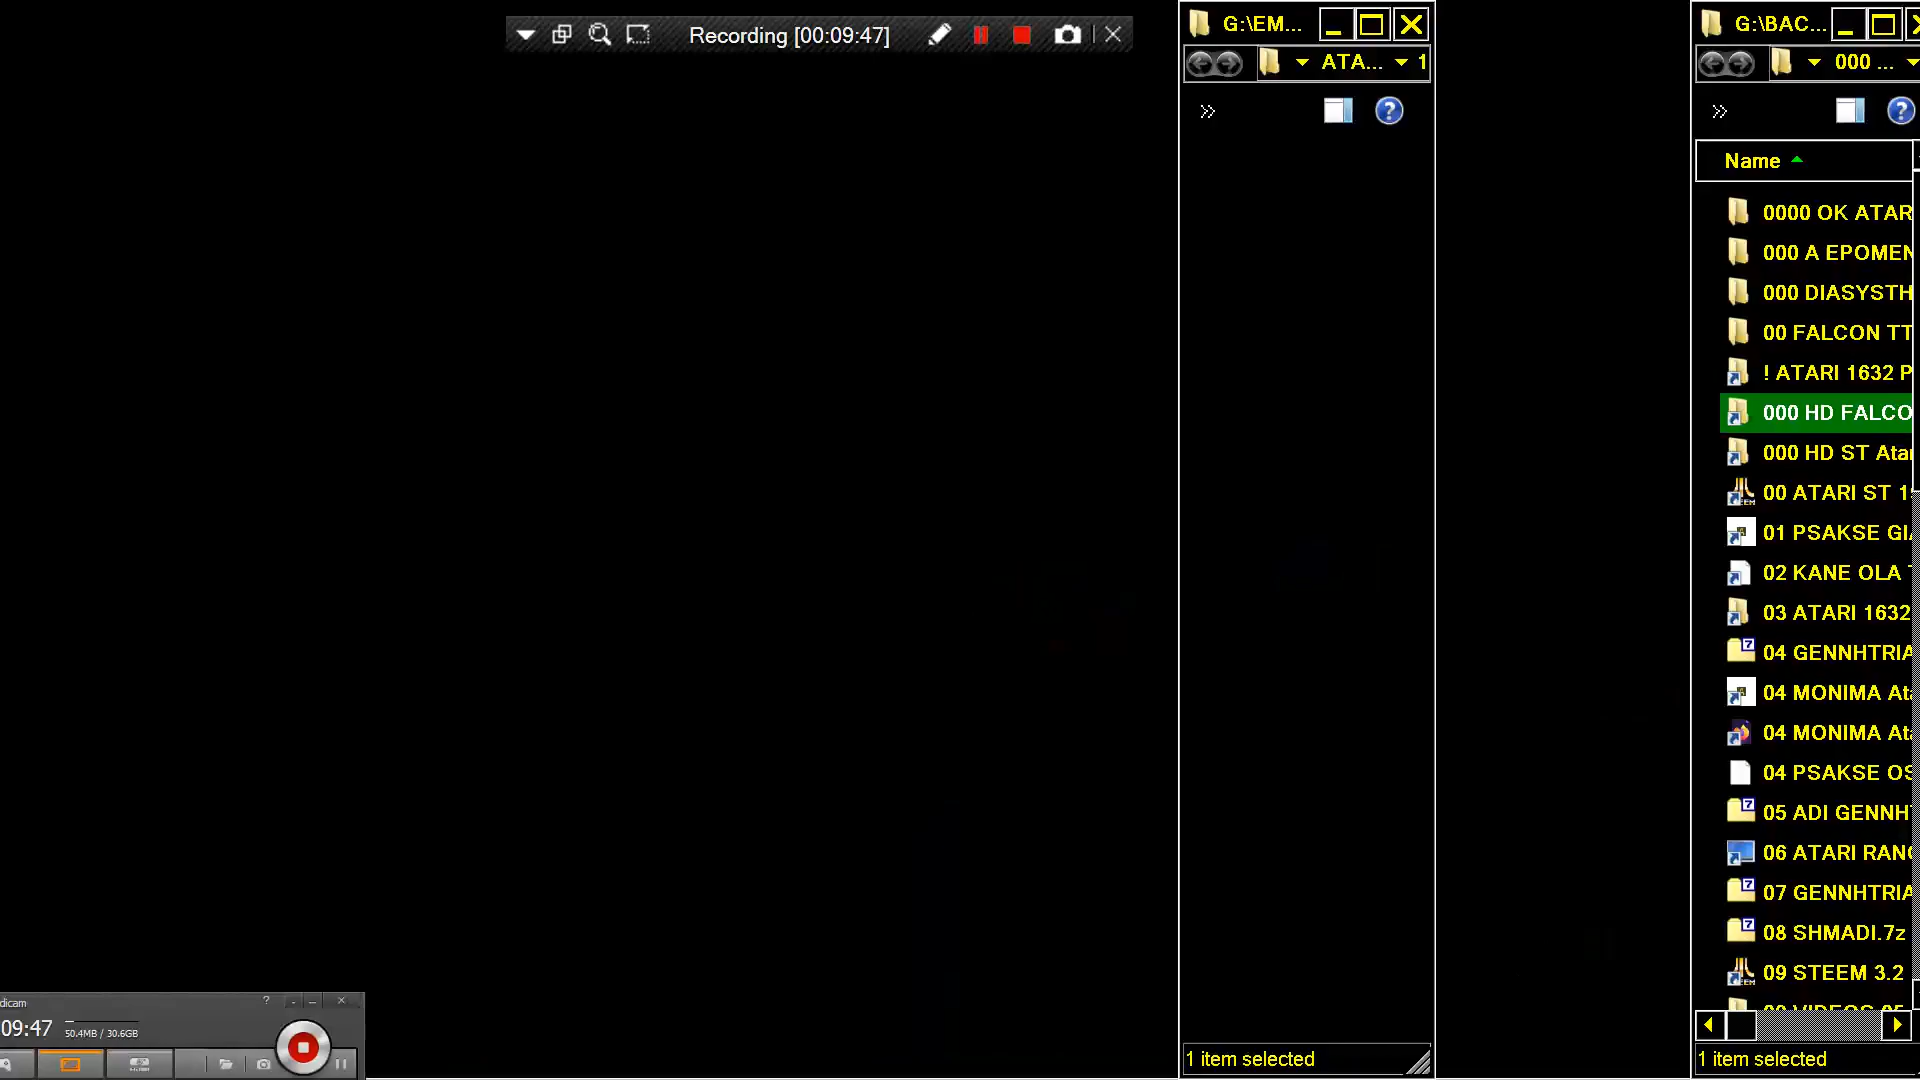 Recording [00:09:47]
G:\EM...
ATA... 1
1 item selected
G:\BAC...
000 ...
Name
0000 OK ATAR
000 A EPOMEN
000 DIASYSTH
00 FALCON TT
! ATARI 1632 P
000 HD FALCO
000 HD ST Atar
00 ATARI ST 1
01 PSAKSE GI
02 KANE OLA
03 ATARI 1632
04 GENNHTRIA
04 MONIMA Ata
04 MONIMA Ata
04 PSAKSE OS
05 ADI GENNH
06 ATARI RAN
07 GENNHTRIA
08 SHMADI.7z
09 STEEM 3.2
1 item selected
dicam
09:47
50.4MB / 30.6GB